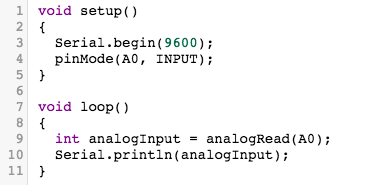 1 void setup()
2 {
3   Serial.begin(9600);
4   pinMode(A0, INPUT);
5 }
6
7 void loop()
8 {
9   int analogInput = analogRead(A0);
10   Serial.println(analogInput);
11 }